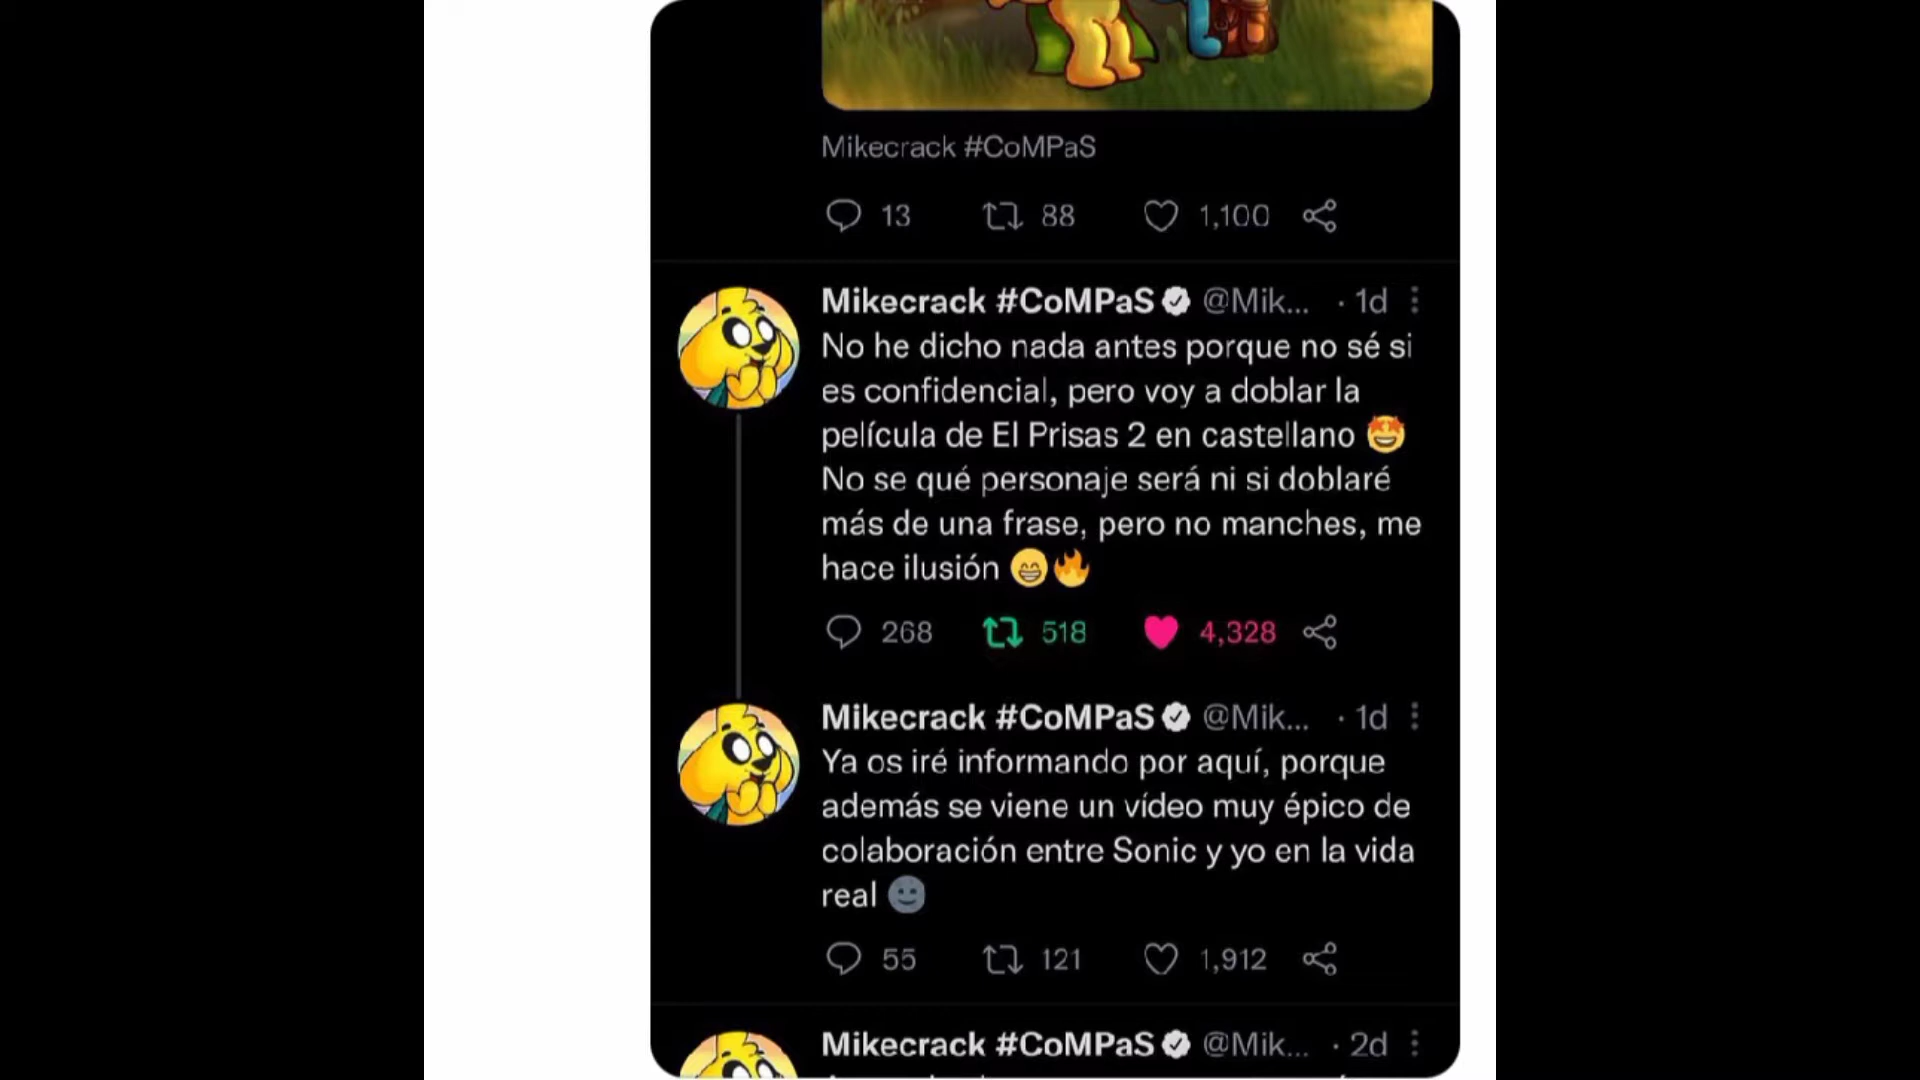 Mikecrack #CoMPaS
13 88 1,100
Mikecrack #CoMPaS @Mik... · 1d
No he dicho nada antes porque no sé si
es confidencial, pero voy a doblar la
película de El Prisas 2 en castellano 🤩
No se qué personaje será ni si doblaré
más de una frase, pero no manches, me
hace ilusión 😁🔥
268 518 4,328
Mikecrack #CoMPaS @Mik... · 1d
Ya os iré informando por aquí, porque
además se viene un vídeo muy épico de
colaboración entre Sonic y yo en la vida
real 🌚
55 121 1,912
Mikecrack #CoMPaS @Mik... · 2d